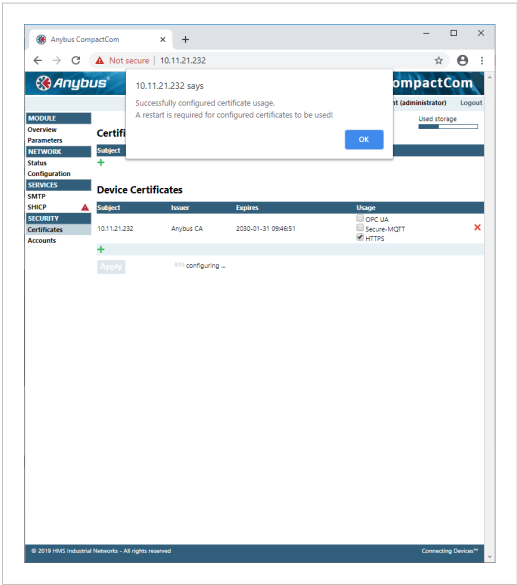 Anybus CompactCom
Not secure | 10.11.21.232
Anybus
CompactCom
10.11.21.232 says
Successfully configured certificate usage.
A restart is required for configured certificates to be used!
OK
(administrator) Logout
Used storage
MODULE
Overview
Parameters
NETWORK
Status
Configuration
SERVICES
SMTP
SHICP
SECURITY
Certificates
Accounts
Subject
Device Certificates
Subject Issuer Expires Usage
10.11.21.232 Anybus CA 2030-01-31 09:46:51
OPC UA
Secure-MQTT
HTTPS
Apply configuring ...
© 2019 HMS Industrial Networks - All rights reserved Connecting Devices™